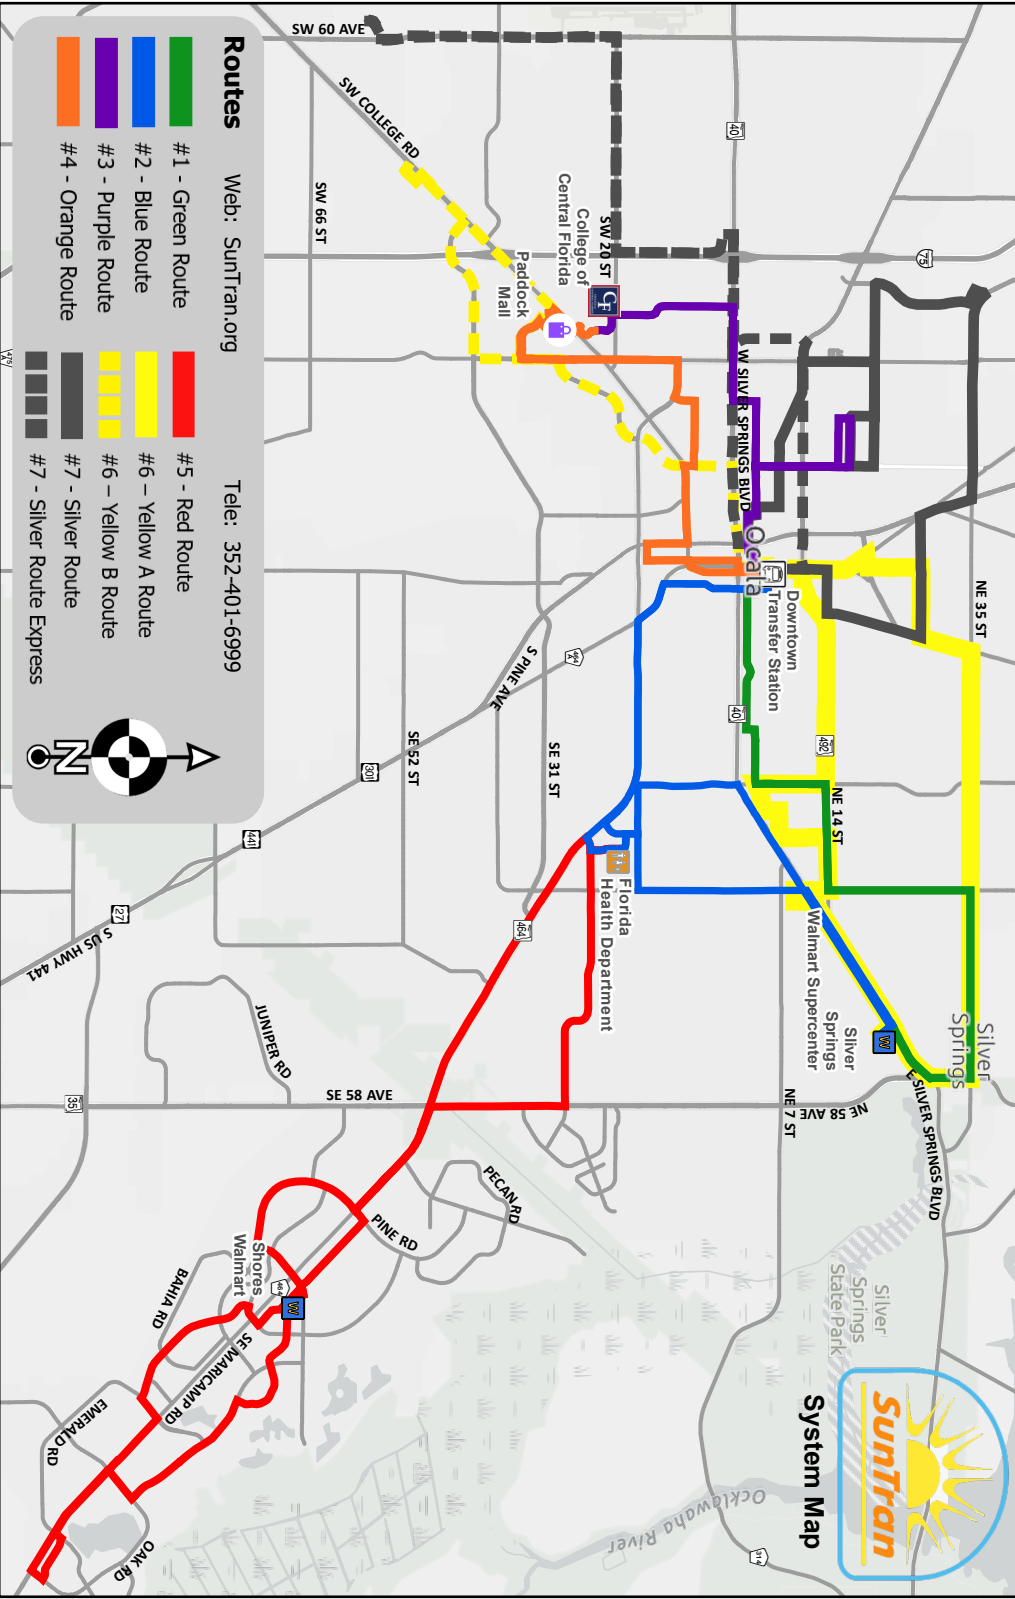 SunTran
System Map
Routes
Web: SunTran.org
Tele: 352-401-6999
#1 - Green Route
#2 - Blue Route
#3 - Purple Route
#4 - Orange Route
#5 - Red Route
#6 – Yellow A Route
#6 – Yellow B Route
#7 - Silver Route
#7 - Silver Route Express
N
SW 60 AVE
SW COLLEGE RD
SW 66 ST
SW 20 ST
College of
Central Florida
CF
Paddock
Mall
40
75
475
A
W SILVER SPRINGS BLVD
Ocala
Downtown
Transfer Station
NE 35 ST
40
492
NE 14 ST
464
A
S PINE AVE
SE 31 ST
SE 52 ST
301
441
27
S US HWY 441
Florida
Health Department
464
Walmart Supercenter
Silver
Springs
W
Silver
Springs
E SILVER SPRINGS BLVD
NE 58 AVE
NE 7 ST
SE 58 AVE
35
JUNIPER RD
PECAN RD
PINE RD
Shores
Walmart
464
W
BAHIA RD
SE MARICAMP RD
EMERALD
RD
OAK RD
Silver
Springs
State Park
Ocklawaha River
314